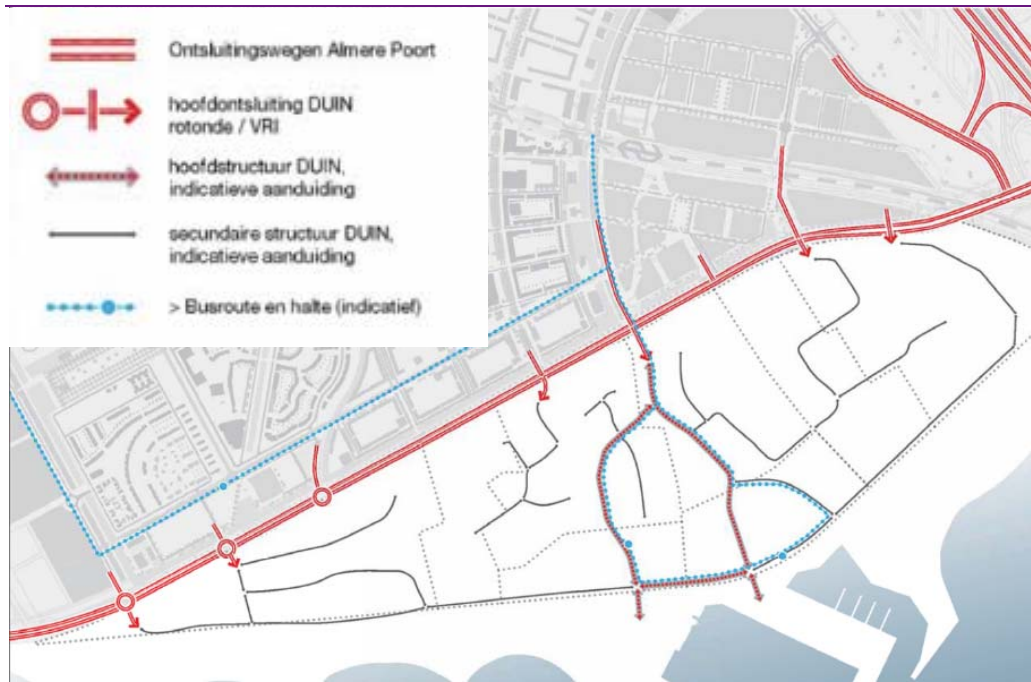 Ontsluitingswegen Almere Poort
hoofdontsluiting DUIN
rotonde / VRI
hoofdstructuur DUIN,
indicatieve aanduiding
secundaire structuur DUIN,
indicatieve aanduiding
> Busroute en halte (indicatief)